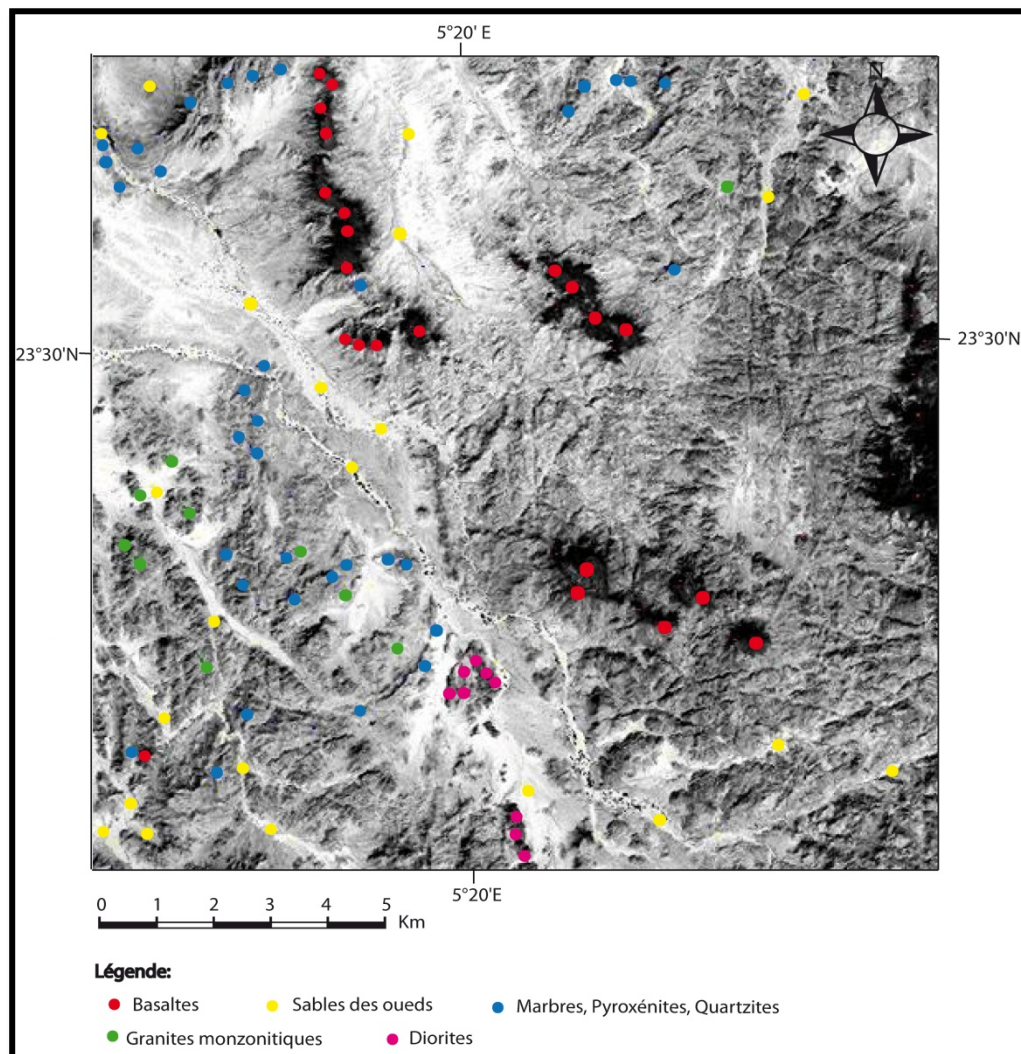 5°20' E
N
23°30'N
23°30'N
5°20'E
0 1 2 3 4 5
Km
Légende:
Basaltes Sables des oueds Marbres, Pyroxénites, Quartzites
Granites monzonitiques Diorites